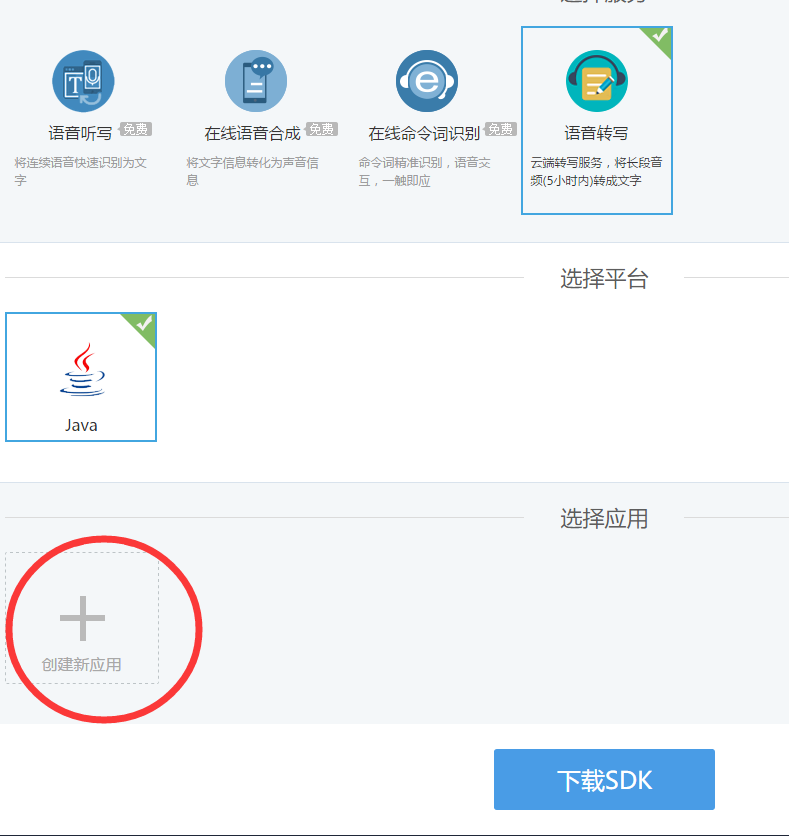 选择服务
语音听写 免费
将连续语音快速识别为文
字
在线语音合成 免费
将文字信息转化为声音信
息
在线命令词识别 免费
命令词精准识别，语音交
互，一触即应
语音转写
云端转写服务，将长段音
频(5小时内)转成文字
选择平台
Java
选择应用
创建新应用
下载SDK